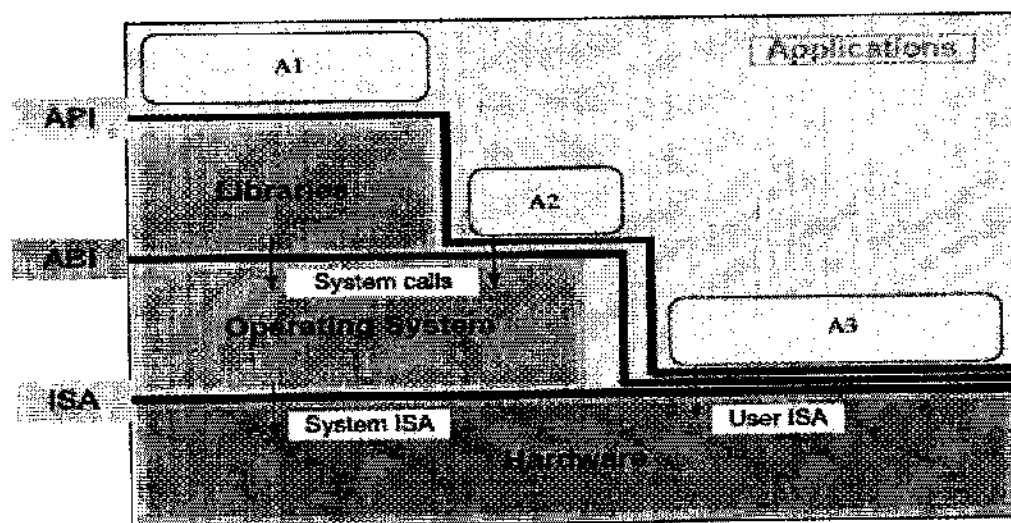 Applications
A1
API
Libraries
A2
ABI
System calls
Operating System
A3
ISA
System ISA
User ISA
Hardware